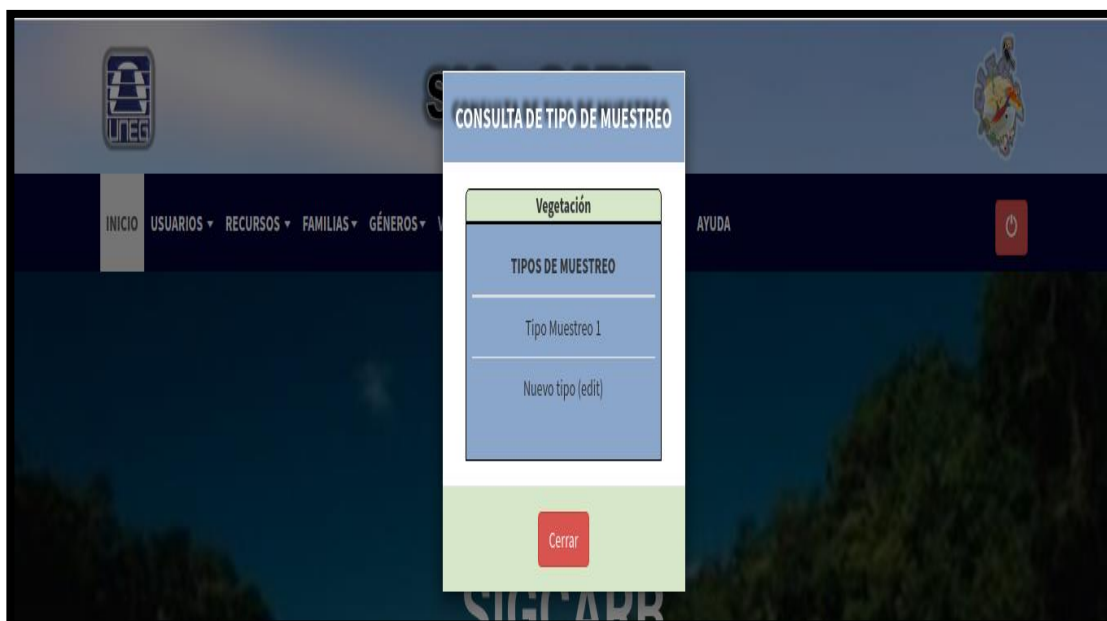 UNEG
CONSULTA DE TIPO DE MUESTREO
INICIO USUARIOS RECURSOS FAMILIAS GÉNEROS AYUDA
Vegetación
TIPOS DE MUESTREO
Tipo Muestreo 1
Nuevo tipo (edit)
Cerrar
SIGCARB